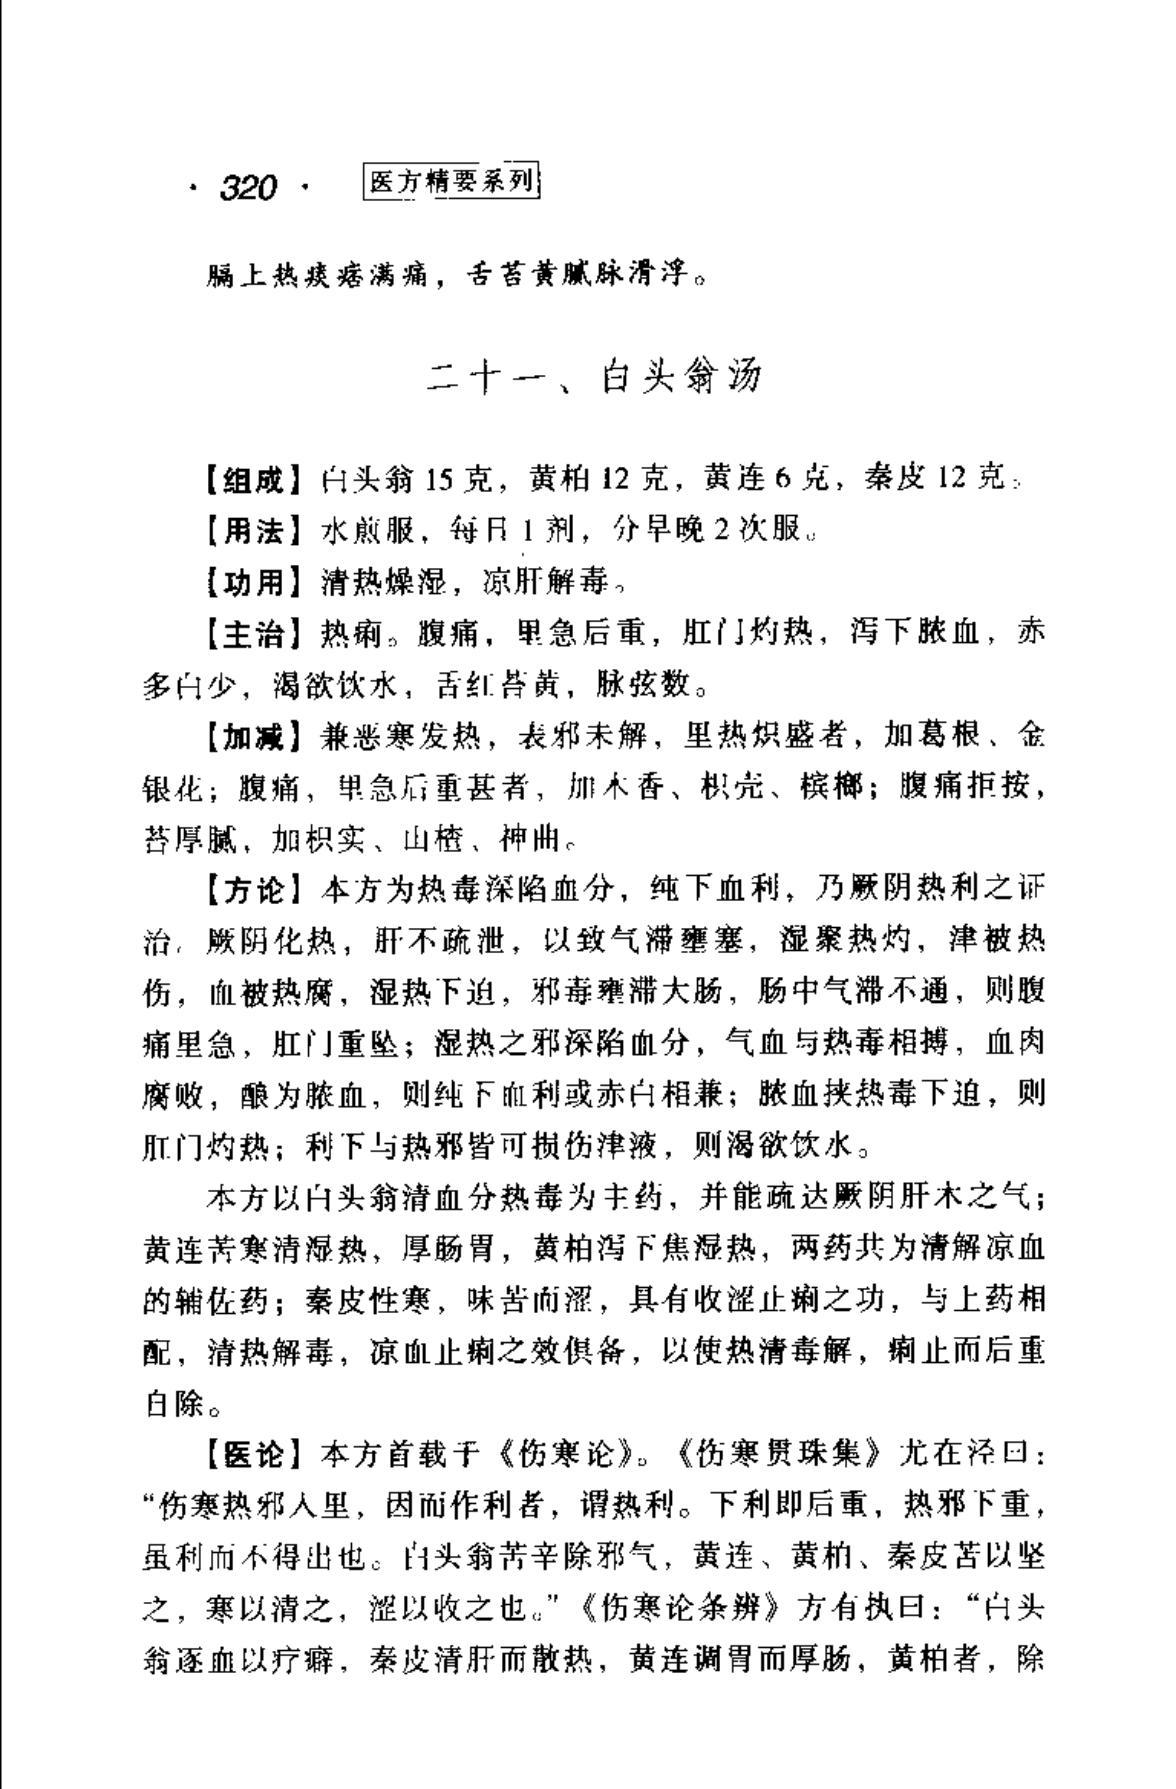 · 320 · 医方精要系列
膈上热痰痞满痛，舌苔黄腻脉滑浮。
二十一、白头翁汤
【组成】白头翁 15 克，黄柏 12 克，黄连 6 克，秦皮 12 克。
【用法】水煎服，每日 1 剂，分早晚 2 次服。
【功用】清热燥湿，凉肝解毒。
【主治】热痢。腹痛，里急后重，肛门灼热，泻下脓血，赤
多白少，渴欲饮水，舌红苔黄，脉弦数。
【加减】兼恶寒发热，表邪未解，里热炽盛者，加葛根、金
银花；腹痛，里急后重甚者，加木香、枳壳、槟榔；腹痛拒按，
苔厚腻，加枳实、山楂、神曲。
【方论】本方为热毒深陷血分，纯下血利，乃厥阴热利之证
治。厥阴化热，肝不疏泄，以致气滞壅塞，湿聚热灼，津被热
伤，血被热腐，湿热下迫，邪毒壅滞大肠，肠中气滞不通，则腹
痛里急，肛门重坠；湿热之邪深陷血分，气血与热毒相搏，血肉
腐败，酿为脓血，则纯下血利或赤白相兼；脓血挟热毒下迫，则
肛门灼热；利下与热邪皆可损伤津液，则渴欲饮水。
本方以白头翁清血分热毒为主药，并能疏达厥阴肝木之气；
黄连苦寒清湿热，厚肠胃，黄柏泻下焦湿热，两药共为清解凉血
的辅佐药；秦皮性寒，味苦而涩，具有收涩止痢之功，与上药相
配，清热解毒，凉血止痢之效俱备，以使热清毒解，痢止而后重
自除。
【医论】本方首载于《伤寒论》。《伤寒贯珠集》尤在泾曰：
“伤寒热邪入里，因而作利者，谓热利。下利即后重，热邪下重，
虽利而不得出也。白头翁苦辛除邪气，黄连、黄柏、秦皮苦以坚
之，寒以清之，涩以收之也。”《伤寒论条辨》方有执曰：“白头
翁逐血以疗癖，秦皮清肝而散热，黄连调胃而厚肠，黄柏者，除